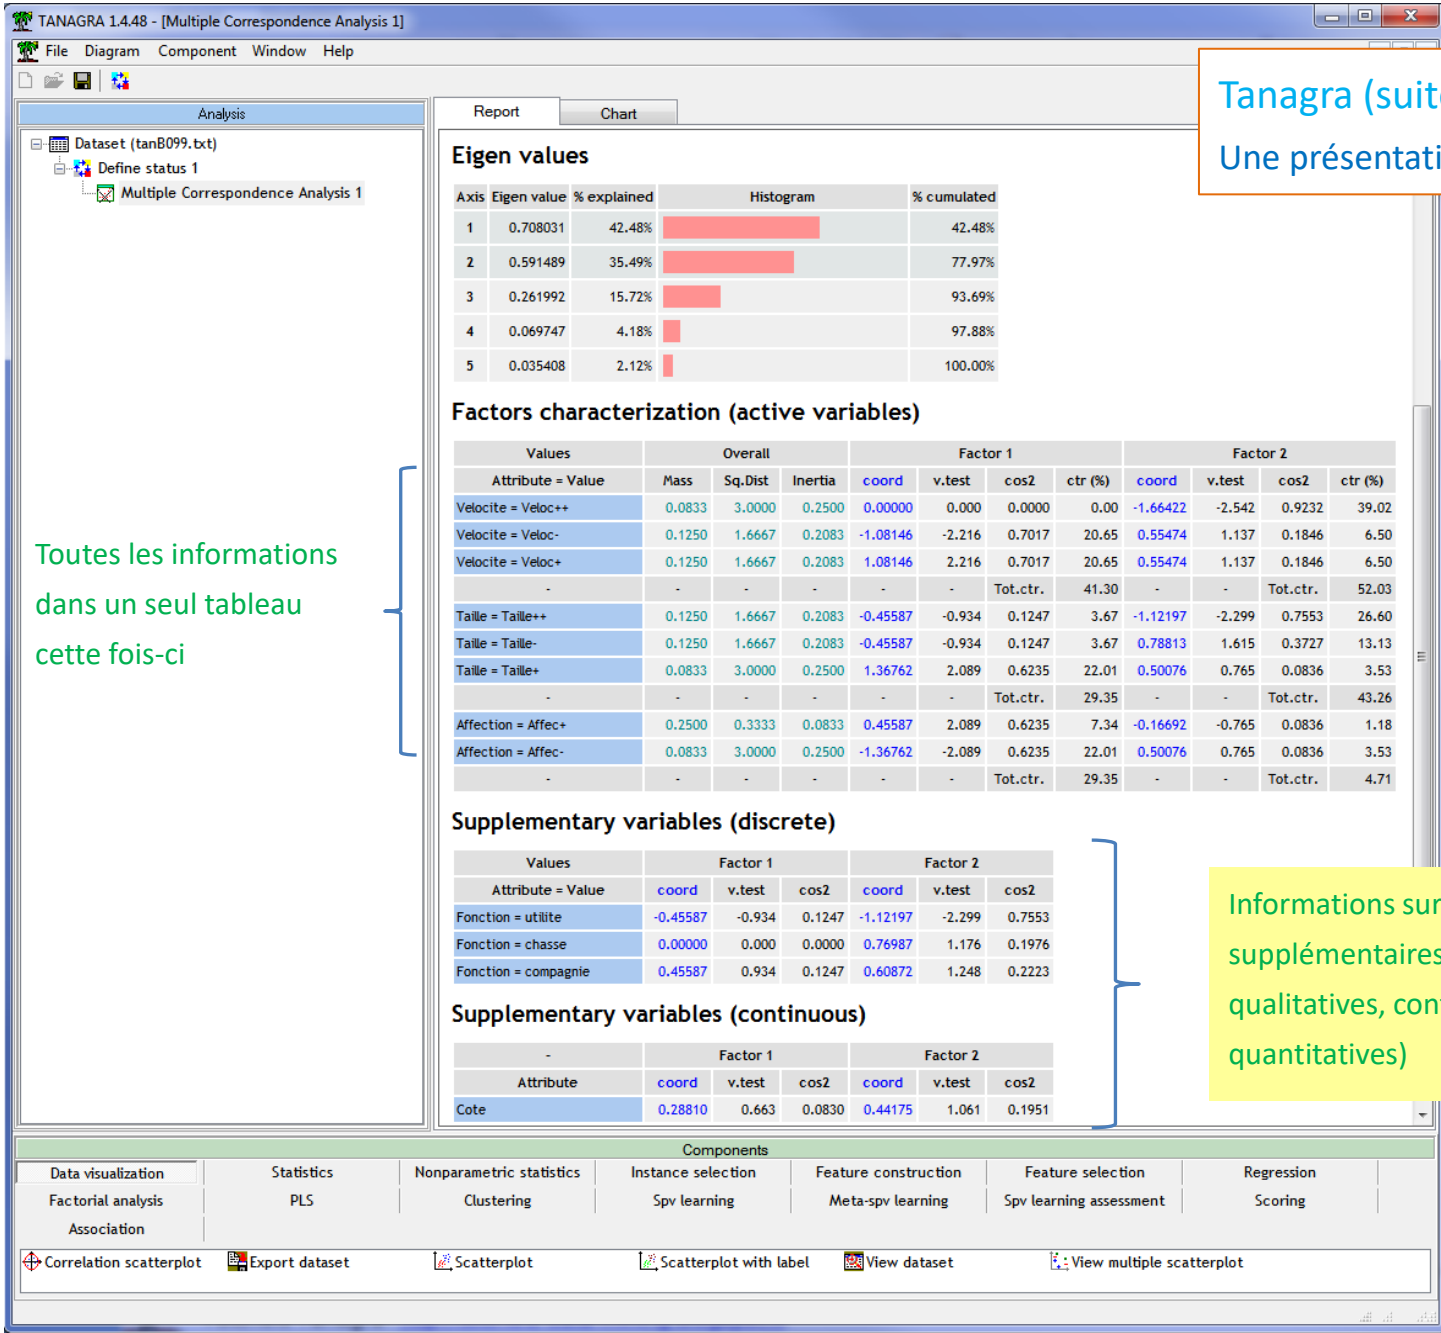 TANAGRA 1.4.48 - [Multiple Correspondence Analysis 1]
File Diagram Component Window Help
Tanagra (suit
Une présentati
Analysis
Dataset (tanB099.txt)
Define status 1
Multiple Correspondence Analysis 1
Report Chart
Eigen values
Axis Eigen value % explained Histogram % cumulated
1 0.708031 42.48% 42.48%
2 0.591489 35.49% 77.97%
3 0.261992 15.72% 93.69%
4 0.069747 4.18% 97.88%
5 0.035408 2.12% 100.00%
Factors characterization (active variables)
Values Overall Factor 1 Factor 2
Attribute = Value Mass Sq.Dist Inertia coord v.test cos2 ctr (%) coord v.test cos2 ctr (%)
Velocite = Veloc++ 0.0833 3.0000 0.2500 0.00000 0.000 0.0000 0.00 -1.66422 -2.542 0.9232 39.02
Velocite = Veloc- 0.1250 1.6667 0.2083 -1.08146 -2.216 0.7017 20.65 0.55474 1.137 0.1846 6.50
Velocite = Veloc+ 0.1250 1.6667 0.2083 1.08146 2.216 0.7017 20.65 0.55474 1.137 0.1846 6.50
- - - - - - Tot.ctr. 41.30 - - Tot.ctr. 52.03
Taille = Taille++ 0.1250 1.6667 0.2083 -0.45587 -0.934 0.1247 3.67 -1.12197 -2.299 0.7553 26.60
Taille = Taille- 0.1250 1.6667 0.2083 -0.45587 -0.934 0.1247 3.67 0.78813 1.615 0.3727 13.13
Taille = Taille+ 0.0833 3.0000 0.2500 1.36762 2.089 0.6235 22.01 0.50076 0.765 0.0836 3.53
- - - - - - Tot.ctr. 29.35 - - Tot.ctr. 43.26
Affection = Affec+ 0.2500 0.3333 0.0833 0.45587 2.089 0.6235 7.34 -0.16692 -0.765 0.0836 1.18
Affection = Affec- 0.0833 3.0000 0.2500 -1.36762 -2.089 0.6235 22.01 0.50076 0.765 0.0836 3.53
- - - - - - Tot.ctr. 29.35 - - Tot.ctr. 4.71
Toutes les informations
dans un seul tableau
cette fois-ci
Supplementary variables (discrete)
Values Factor 1 Factor 2
Attribute = Value coord v.test cos2 coord v.test cos2
Fonction = utilite -0.45587 -0.934 0.1247 -1.12197 -2.299 0.7553
Fonction = chasse 0.00000 0.000 0.0000 0.76987 1.176 0.1976
Fonction = compagnie 0.45587 0.934 0.1247 0.60872 1.248 0.2223
Supplementary variables (continuous)
- Factor 1 Factor 2
Attribute coord v.test cos2 coord v.test cos2
Cote 0.28810 0.663 0.0830 0.44175 1.061 0.1951
Informations sur
supplémentaires
qualitatives, con
quantitatives)
Components
Data visualization Statistics Nonparametric statistics Instance selection Feature construction Feature selection Regression
Factorial analysis PLS Clustering Spv learning Meta-spv learning Spv learning assessment Scoring
Association
Correlation scatterplot Export dataset Scatterplot Scatterplot with label View dataset View multiple scatterplot